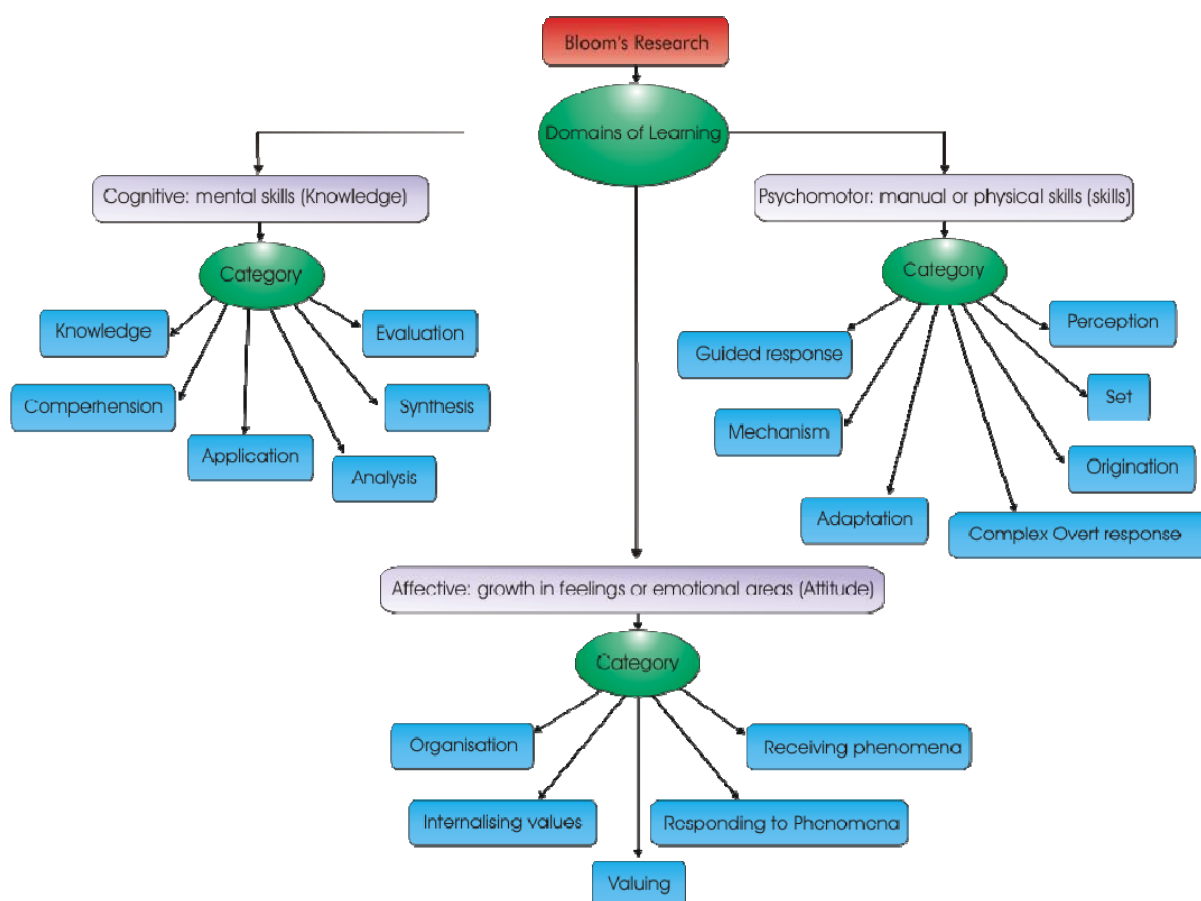 Bloom's Research
Domains of Learning
Cognitive: mental skills (Knowledge)
Psychomotor: manual or physical skills (skills)
Category
Category
Knowledge
Evaluation
Perception
Guided response
Comperhension
Synthesis
Set
Mechanism
Application
Analysis
Origination
Adaptation
Complex Overt response
Affective: growth in feelings or emotional areas (Attitude)
Category
Organisation
Receiving phenomena
Internalising values
Responding to Phenomena
Valuing